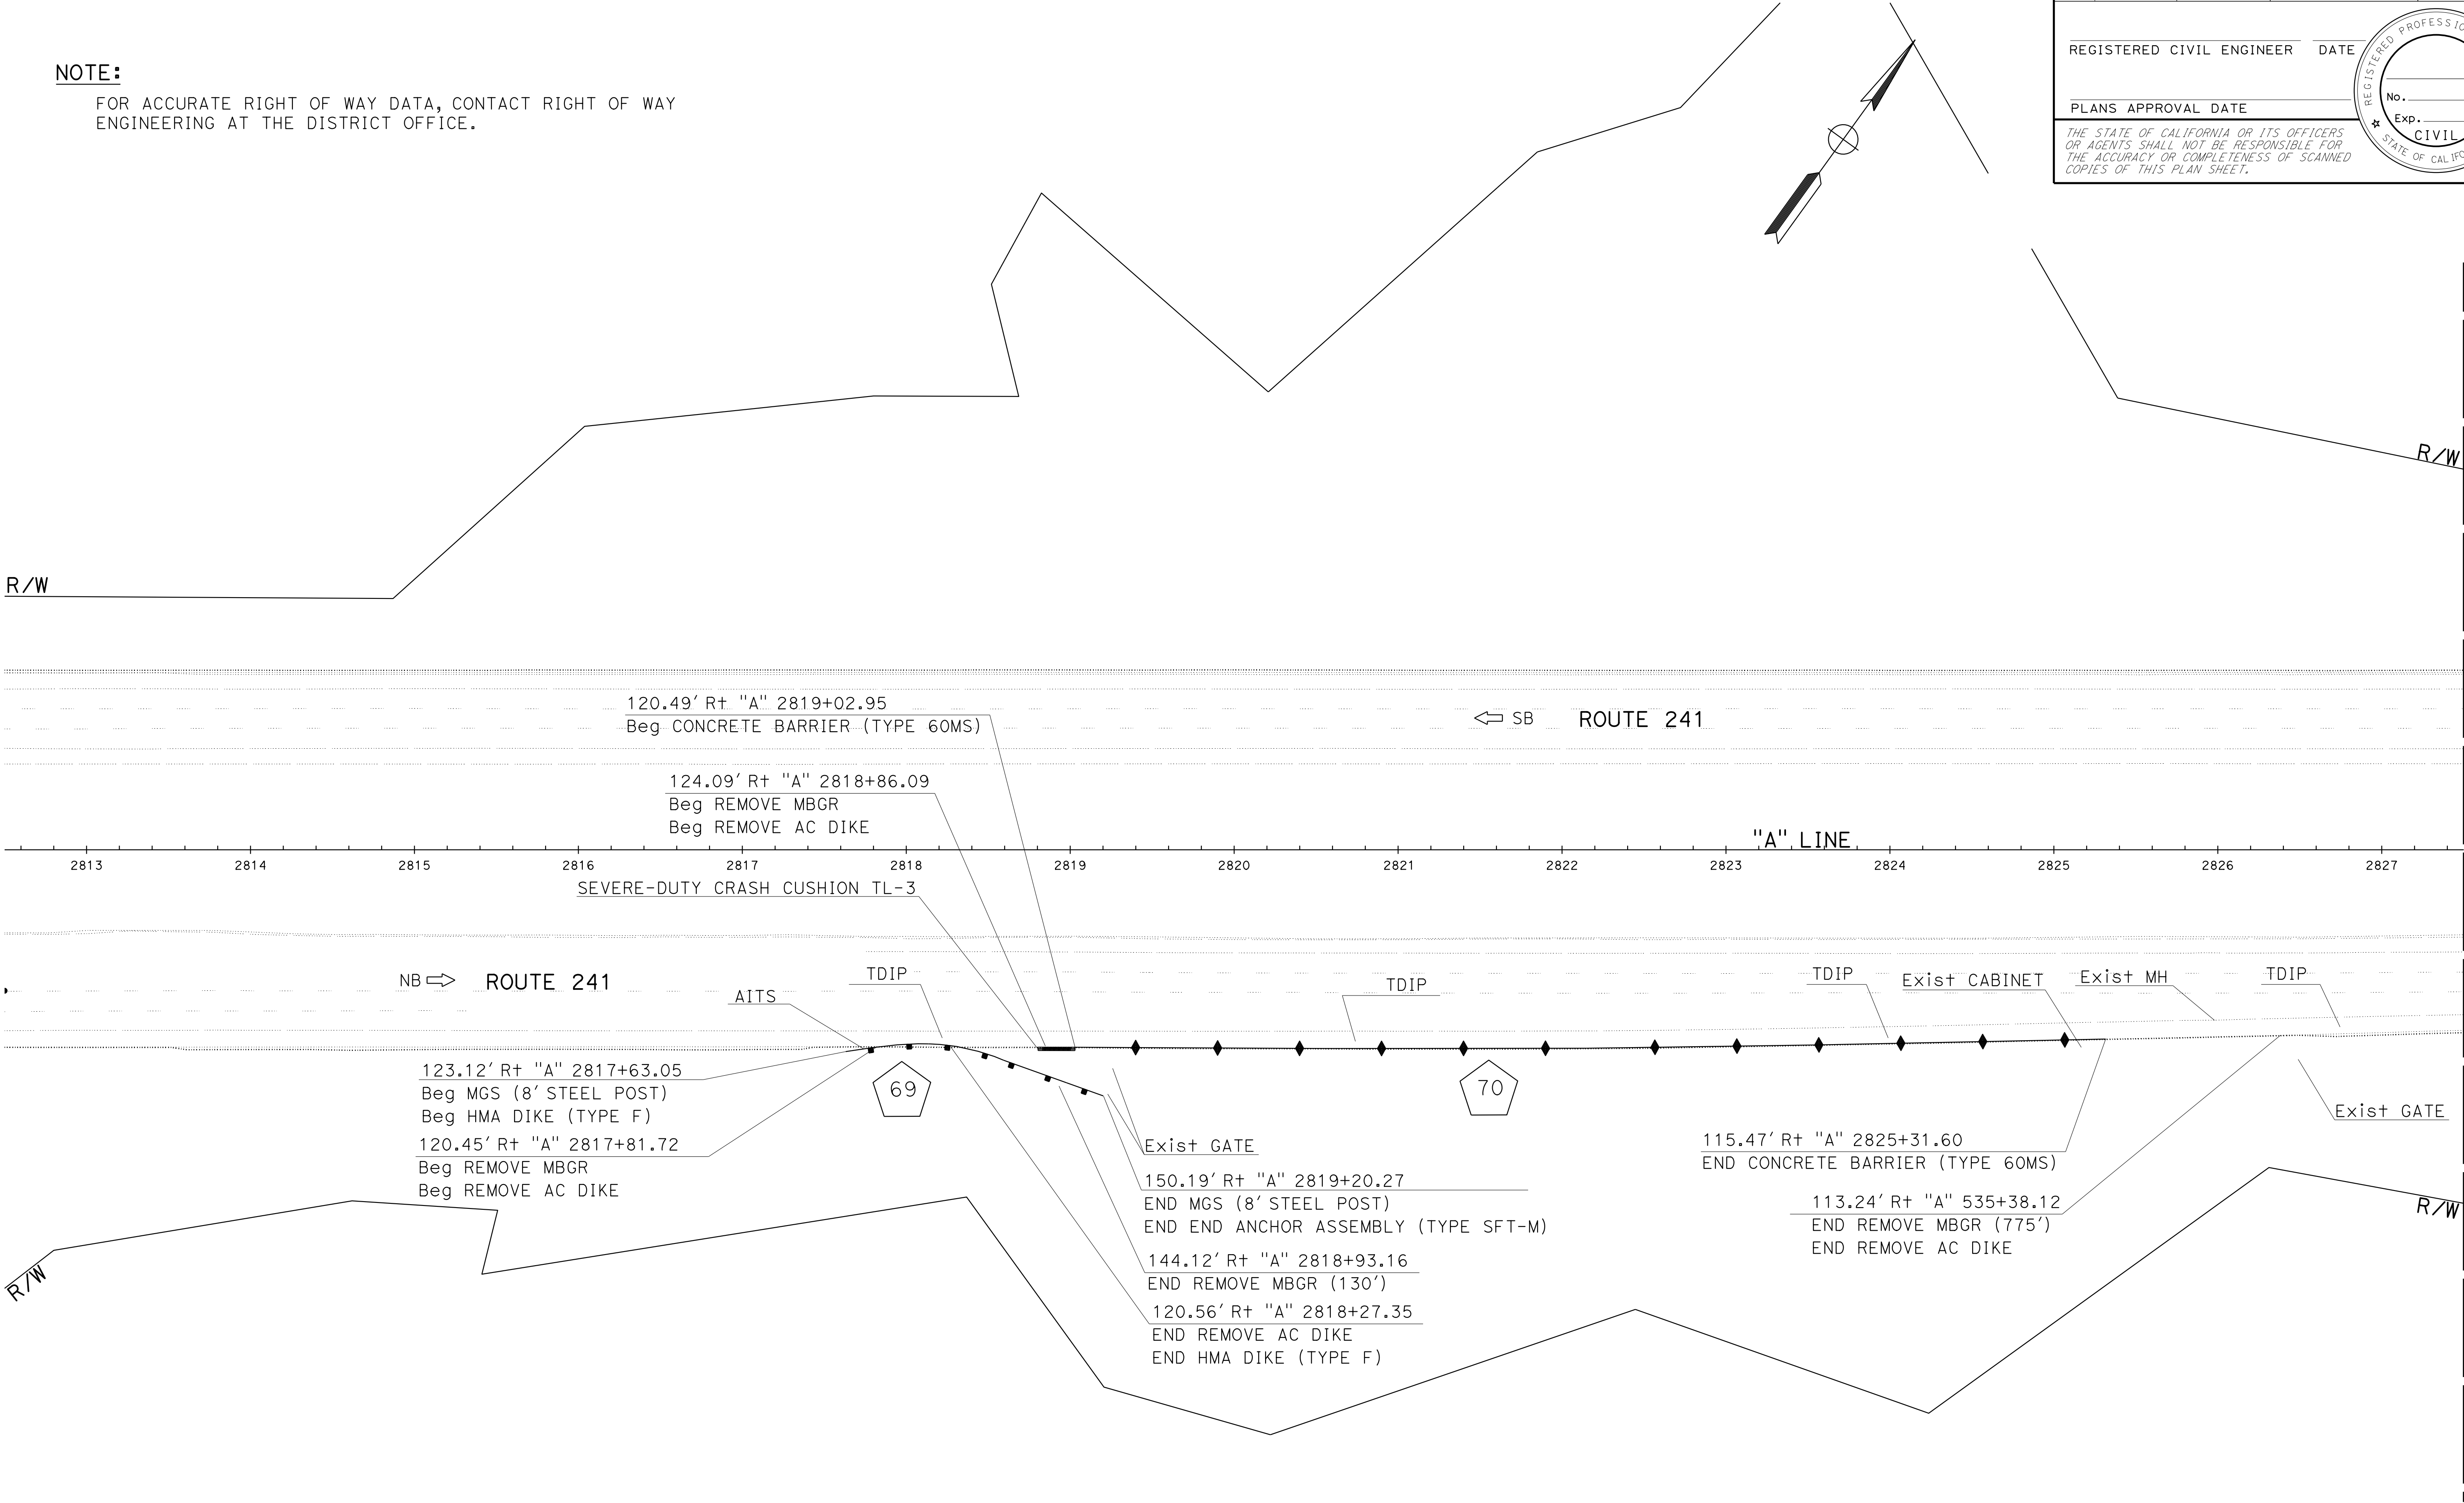 NOTE:
FOR ACCURATE RIGHT OF WAY DATA, CONTACT RIGHT OF WAY
ENGINEERING AT THE DISTRICT OFFICE.
REGISTERED CIVIL ENGINEER DATE
PLANS APPROVAL DATE
THE STATE OF CALIFORNIA OR ITS OFFICERS
OR AGENTS SHALL NOT BE RESPONSIBLE FOR
THE ACCURACY OR COMPLETENESS OF SCANNED
COPIES OF THIS PLAN SHEET.
REGISTERED
No.
Exp.
CIVIL
STATE OF
R/W
R/W
120.49' Rt "A" 2819+02.95
Beg CONCRETE BARRIER (TYPE 60MS)
SB ROUTE 241
124.09' Rt "A" 2818+86.09
Beg REMOVE MBGR
Beg REMOVE AC DIKE
"A" LINE
2813 2814 2815 2816 2817 2818 2819 2820 2821 2822 2823 2824 2825 2826 2827
SEVERE-DUTY CRASH CUSHION TL-3
NB ROUTE 241
AITS
TDIP
TDIP
TDIP
Exist CABINET
Exist MH
TDIP
123.12' Rt "A" 2817+63.05
Beg MGS (8' STEEL POST)
Beg HMA DIKE (TYPE F)
69
70
120.45' Rt "A" 2817+81.72
Beg REMOVE MBGR
Beg REMOVE AC DIKE
Exist GATE
150.19' Rt "A" 2819+20.27
END MGS (8' STEEL POST)
END END ANCHOR ASSEMBLY (TYPE SFT-M)
144.12' Rt "A" 2818+93.16
END REMOVE MBGR (130')
120.56' Rt "A" 2818+27.35
END REMOVE AC DIKE
END HMA DIKE (TYPE F)
115.47' Rt "A" 2825+31.60
END CONCRETE BARRIER (TYPE 60MS)
113.24' Rt "A" 535+38.12
END REMOVE MBGR (775')
END REMOVE AC DIKE
Exist GATE
R/W
R/W